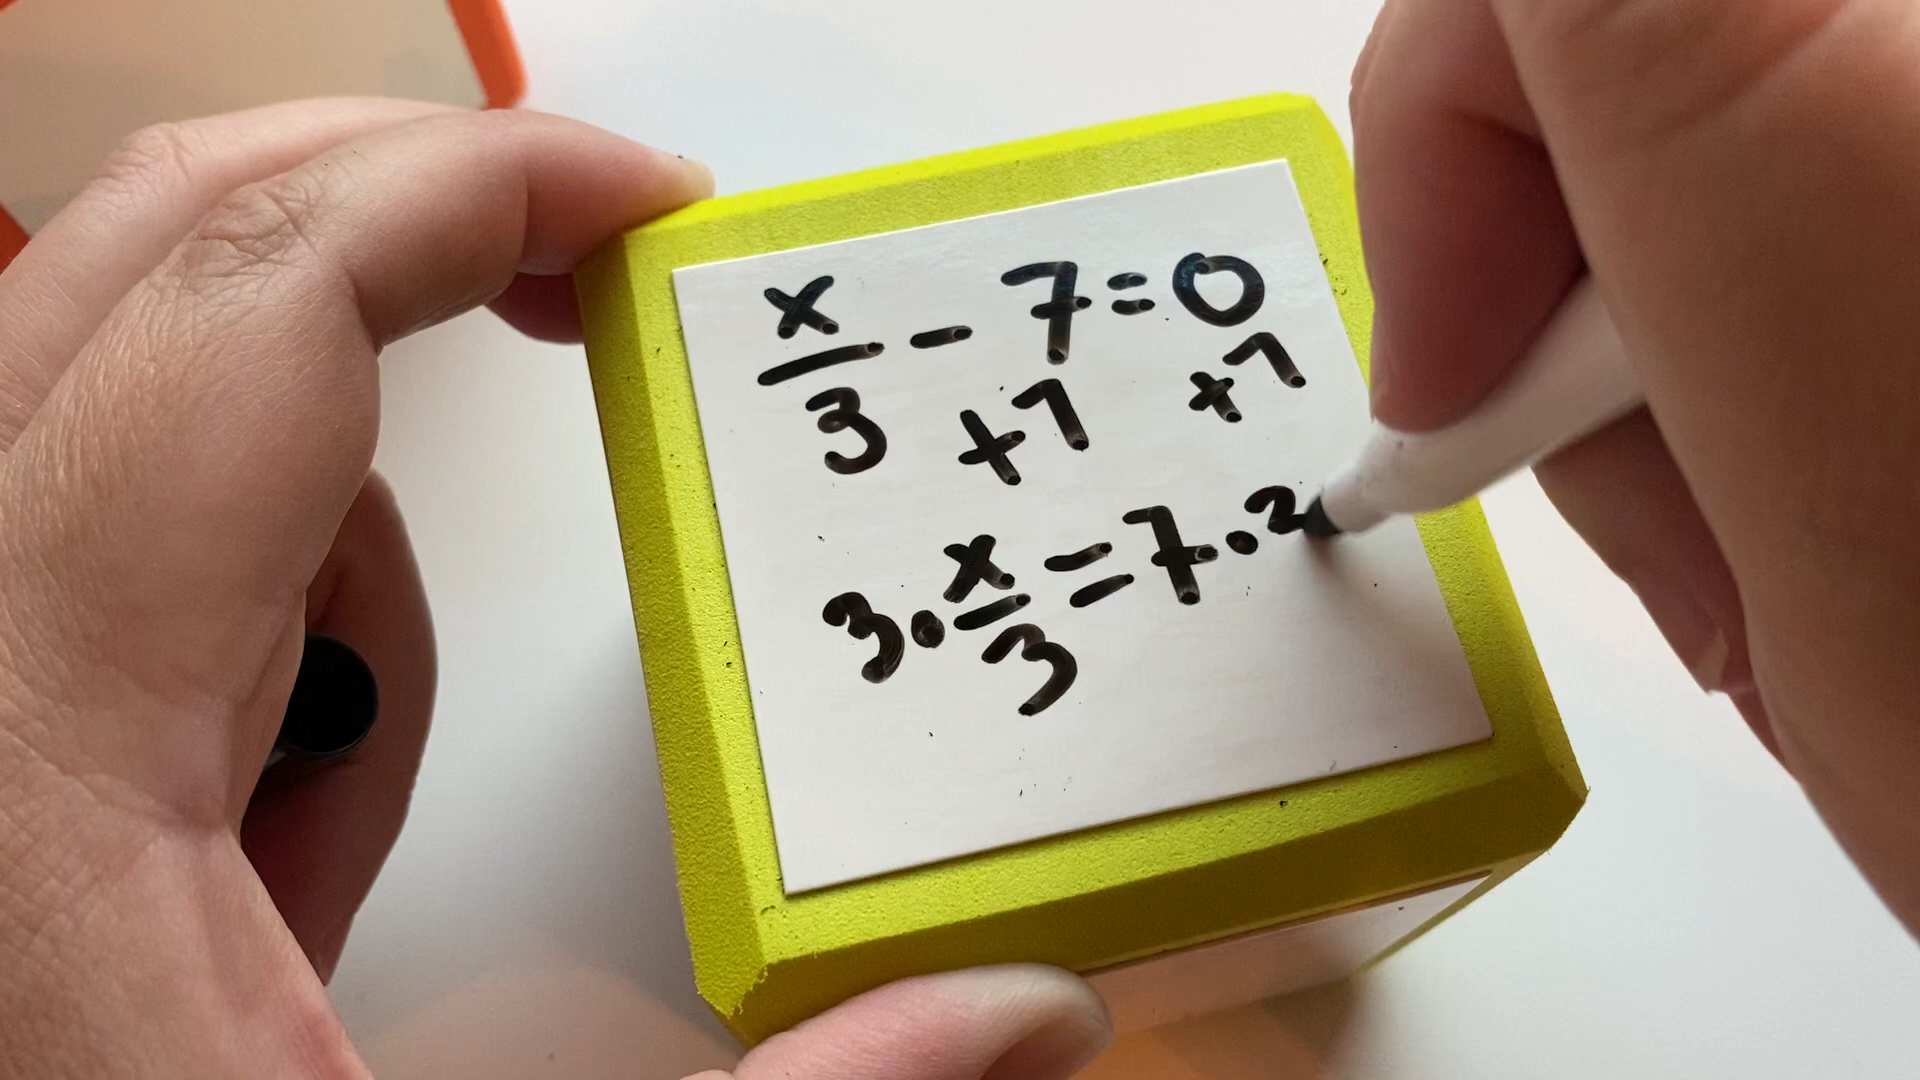 x/3 - 7 = 0
+7 +7
3 · x/3 = 7 ·